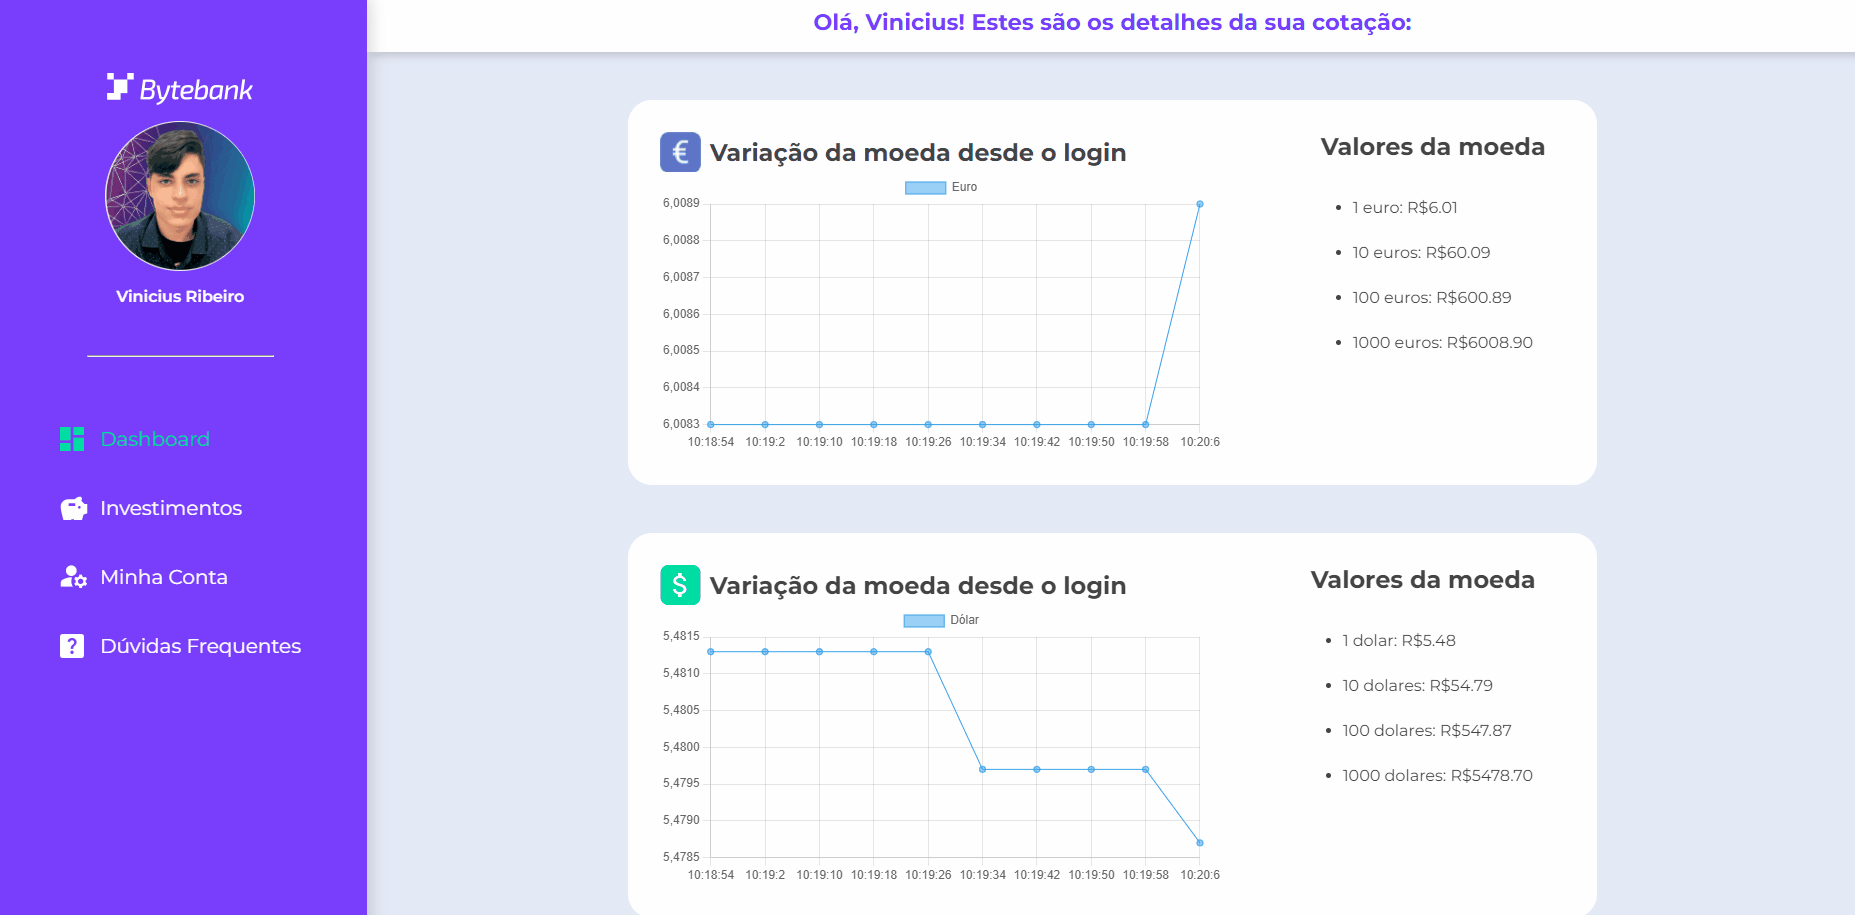 Olá, Vinicius! Estes são os detalhes da sua cotação:
Bytebank
Vinicius Ribeiro
Dashboard
Investimentos
Minha Conta
Dúvidas Frequentes
€ Variação da moeda desde o login
Euro
6,0089
6,0088
6,0087
6,0086
6,0085
6,0084
6,0083
10:18:54 10:19:2 10:19:10 10:19:18 10:19:26 10:19:34 10:19:42 10:19:50 10:19:58 10:20:6
Valores da moeda
• 1 euro: R$6.01
• 10 euros: R$60.09
• 100 euros: R$600.89
• 1000 euros: R$6008.90
$ Variação da moeda desde o login
Dólar
5,4815
5,4810
5,4805
5,4800
5,4795
5,4790
5,4785
10:18:54 10:19:2 10:19:10 10:19:18 10:19:26 10:19:34 10:19:42 10:19:50 10:19:58 10:20:6
Valores da moeda
• 1 dolar: R$5.48
• 10 dolares: R$54.79
• 100 dolares: R$547.87
• 1000 dolares: R$5478.70